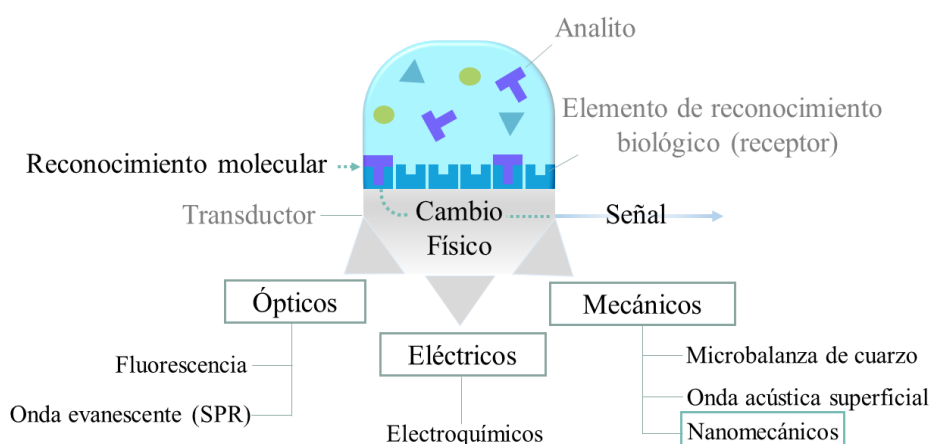 Analito
Elemento de reconocimiento
biológico (receptor)
Reconocimiento molecular
Transductor
Cambio
Físico
Señal
Ópticos
Mecánicos
Eléctricos
Fluorescencia
Microbalanza de cuarzo
Onda evanescente (SPR)
Onda acústica superficial
Electroquímicos
Nanomecánicos